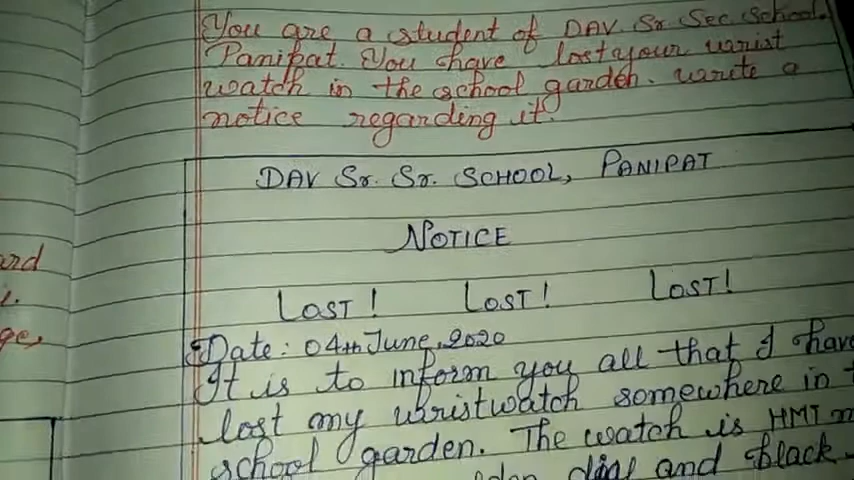 You are a student of DAV. Sr. Sec School.
Panipat. You have lost your wrist
watch in the school garden. write a
notice regarding it.
DAV Sr. Sr. SCHOOL, PANIPAT
NOTICE
LOST! LOST! LOST!
Date: 04th June, 2020
It is to inform you all that I have
lost my wristwatch somewhere in
school garden. The watch is HMT
dial and black